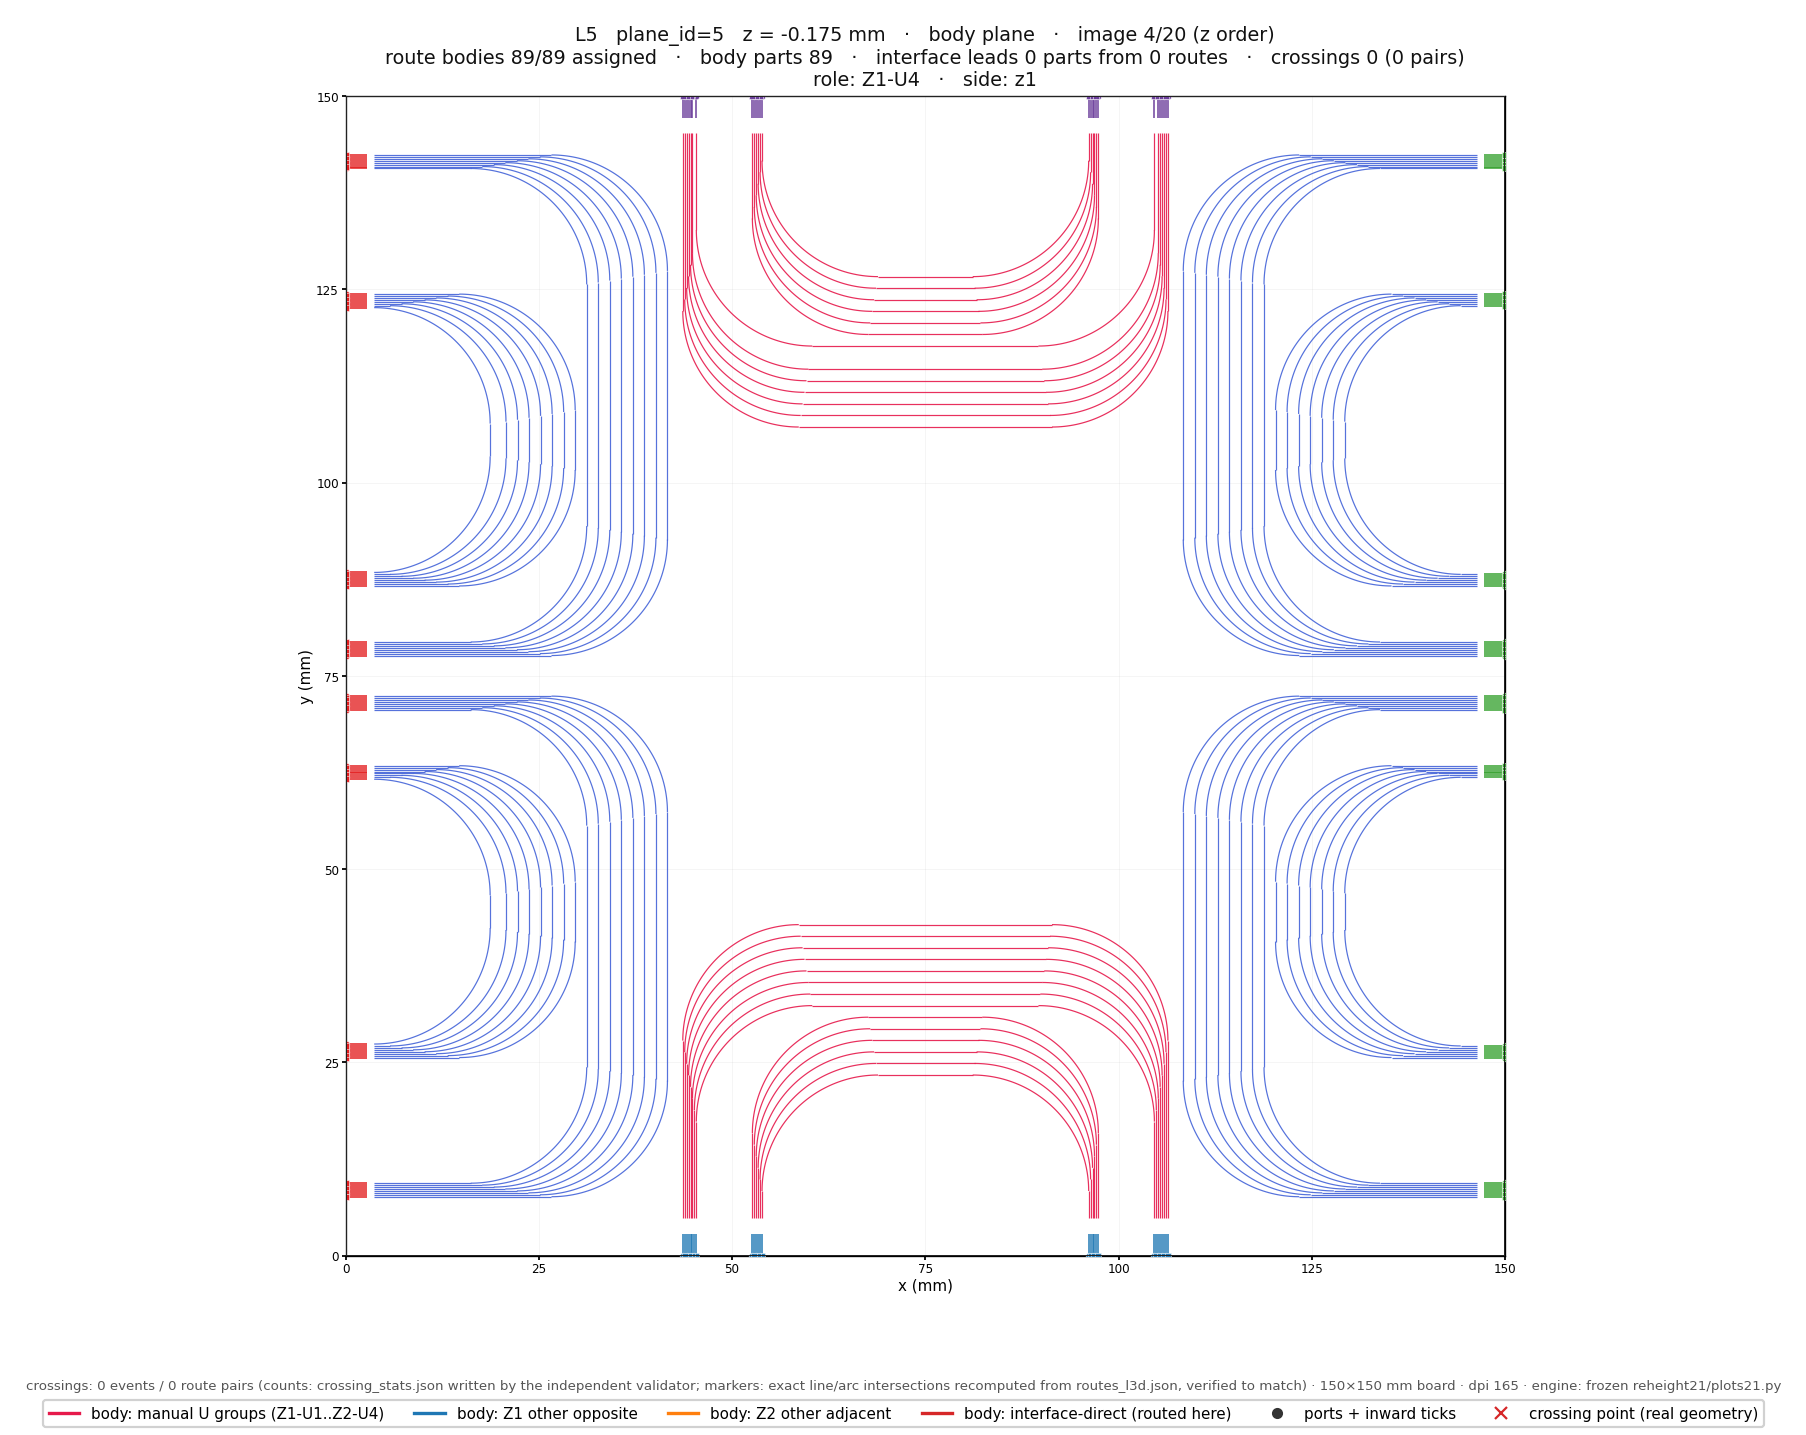 L5   plane_id=5   z = -0.175 mm   ·   body plane   ·   image 4/20 (z order)
route bodies 89/89 assigned   ·   body parts 89   ·   interface leads 0 parts from 0 routes   ·   crossings 0 (0 pairs)
role: Z1-U4   ·   side: z1
150
125
100
75
50
25
0
y (mm)
0
25
50
75
100
125
150
x (mm)
crossings: 0 events / 0 route pairs (counts: crossing_stats.json written by the independent validator; markers: exact line/arc intersections recomputed from routes_l3d.json, verified to match) · 150×150 mm board · dpi 165 · engine: frozen reheight21/plots21.py
body: manual U groups (Z1-U1..Z2-U4)
body: Z1 other opposite
body: Z2 other adjacent
body: interface-direct (routed here)
ports + inward ticks
crossing point (real geometry)